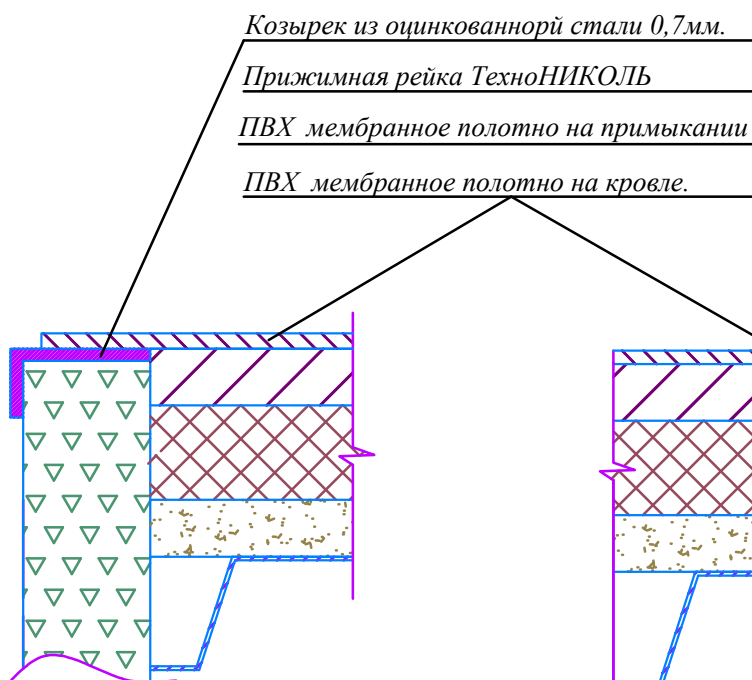 Козырек из оцинкованнорй стали 0,7мм.
Прижимная рейка ТехноНИКОЛЬ
ПВХ мембранное полотно на примыкании
ПВХ мембранное полотно на кровле.